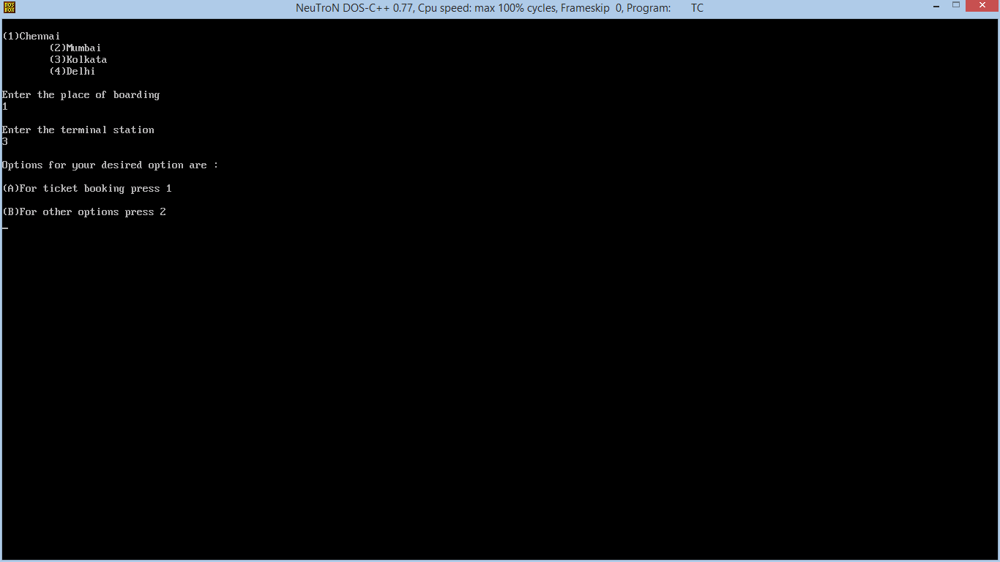 DOS
BOX
NeuTroN DOS-C++ 0.77, Cpu speed: max 100% cycles, Frameskip 0, Program: TC
(1)Chennai
(2)Mumbai
(3)Kolkata
(4)Delhi
Enter the place of boarding
1
Enter the terminal station
3
Options for your desired option are :
(A)For ticket booking press 1
(B)For other options press 2
_